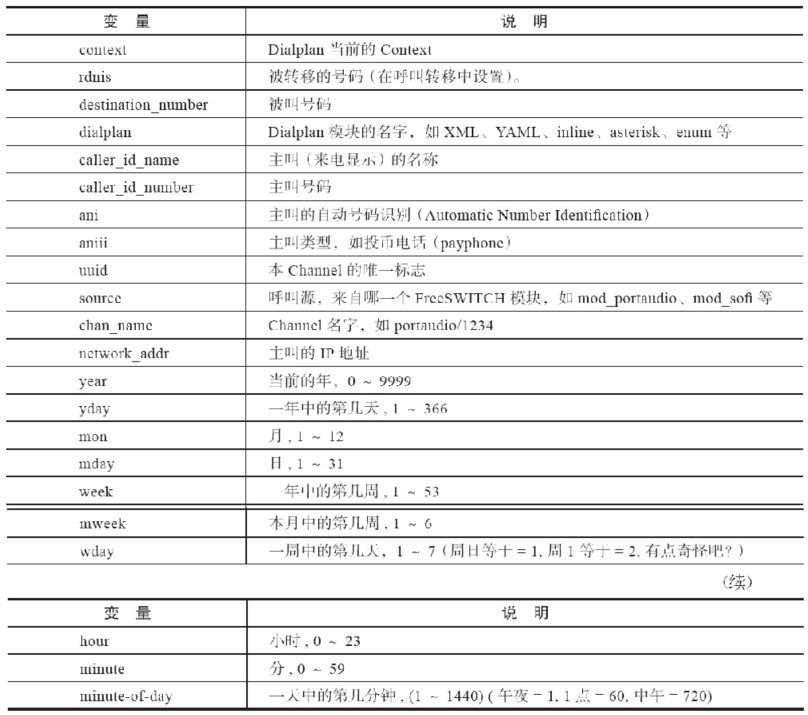 变 量 说 明
context Dialplan 当前的 Context
rdnis 被转移的号码（在呼叫转移中设置）。
destination_number 被叫号码
dialplan Dialplan 模块的名字，如 XML、YAML、inline、asterisk、enum 等
caller_id_name 主叫（来电显示）的名称
caller_id_number 主叫号码
ani 主叫的自动号码识别（Automatic Number Identification）
aniii 主叫类型，如投币电话（payphone）
uuid 本 Channel 的唯一标志
source 呼叫源，来自哪一个 FreeSWITCH 模块，如 mod_portaudio、mod_sofi 等
chan_name Channel 名字，如 portaudio/1234
network_addr 主叫的 IP 地址
year 当前的年，0 ~ 9999
yday 一年中的第几天 , 1 ~ 366
mon 月 , 1 ~ 12
mday 日 , 1 ~ 31
week 一年中的第几周 , 1 ~ 53
mweek 本月中的第几周 , 1 ~ 6
wday 一周中的第几天，1 ~ 7（周日等于 = 1, 周 1 等于 = 2, 有点奇怪吧？）
（续）
变 量 说 明
hour 小时 , 0 ~ 23
minute 分 , 0 ~ 59
minute-of-day 一天中的第几分钟 , (1 ~ 1440) ( 午夜 = 1, 1 点 = 60, 中午 = 720)